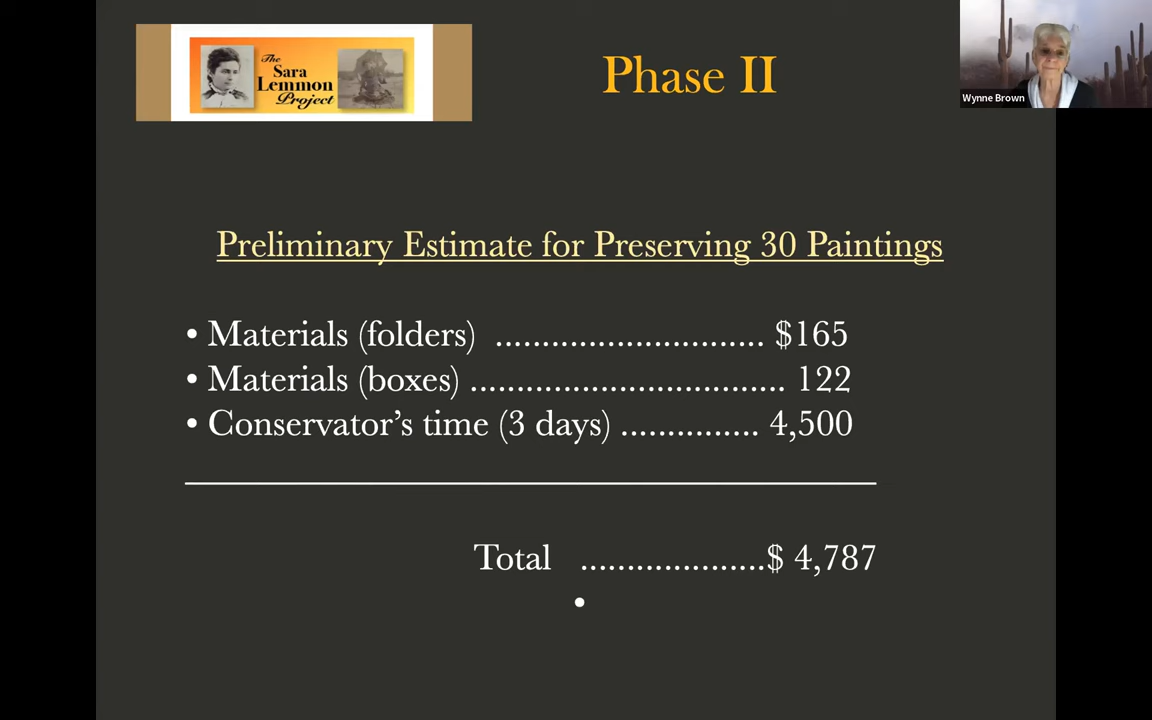 The
Sara
Lemmon
Project
Phase II
Wynne Brown
Preliminary Estimate for Preserving 30 Paintings
• Materials (folders) ............................ $165
• Materials (boxes) ................................. 122
• Conservator’s time (3 days) ............... 4,500
Total ....................$ 4,787
•